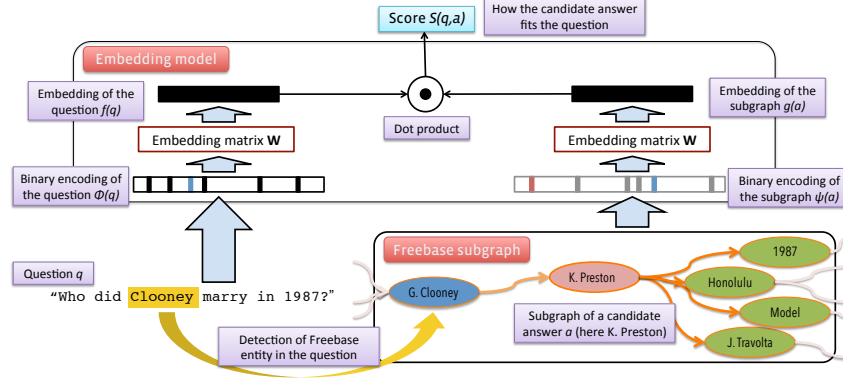 Score S(q,a)
How the candidate answer
fits the question
Embedding model
Embedding of the
question f(q)
Embedding of the
subgraph g(a)
Dot product
Embedding matrix W
Embedding matrix W
Binary encoding of
the question Φ(q)
Binary encoding of
the subgraph ψ(a)
Freebase subgraph
Question q
“Who did Clooney marry in 1987?”
G. Clooney
K. Preston
1987
Honolulu
Model
J. Travolta
Subgraph of a candidate
answer a (here K. Preston)
Detection of Freebase
entity in the question